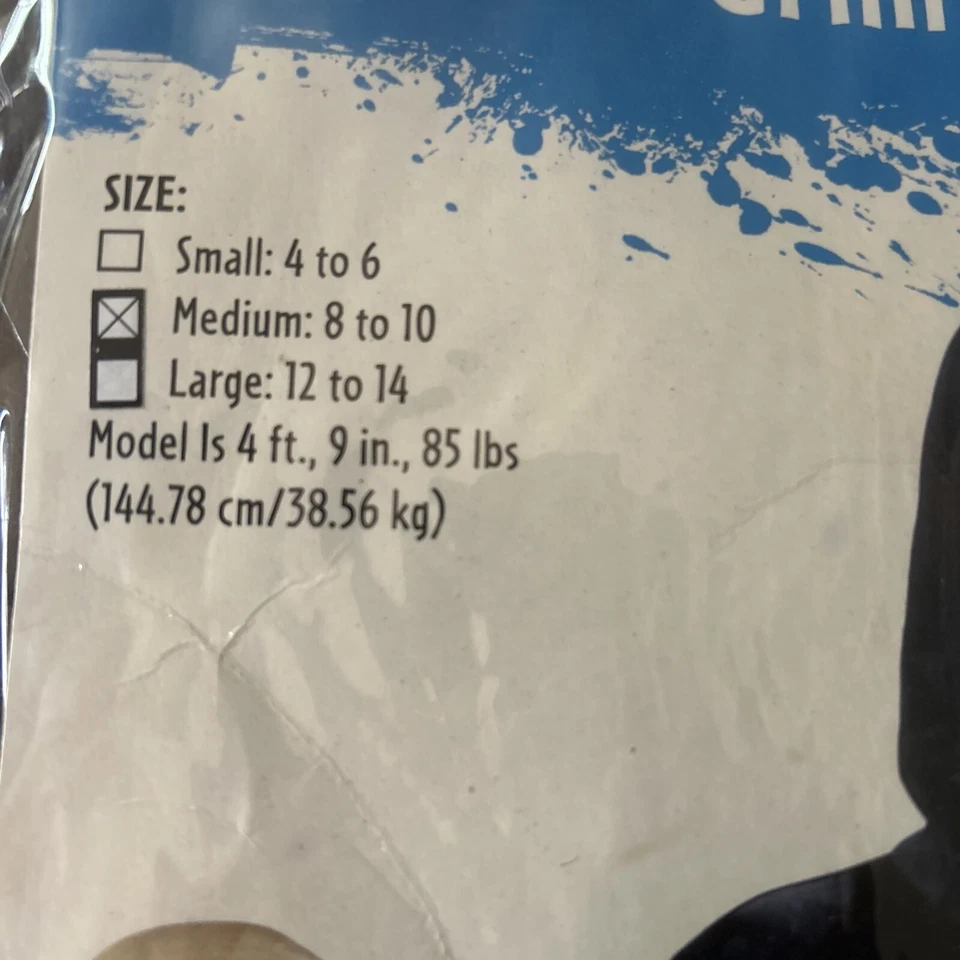 SIZE:
Small: 4 to 6
Medium: 8 to 10
Large: 12 to 14
Model Is 4 ft., 9 in., 85 lbs
(144.78 cm/38.56 kg)